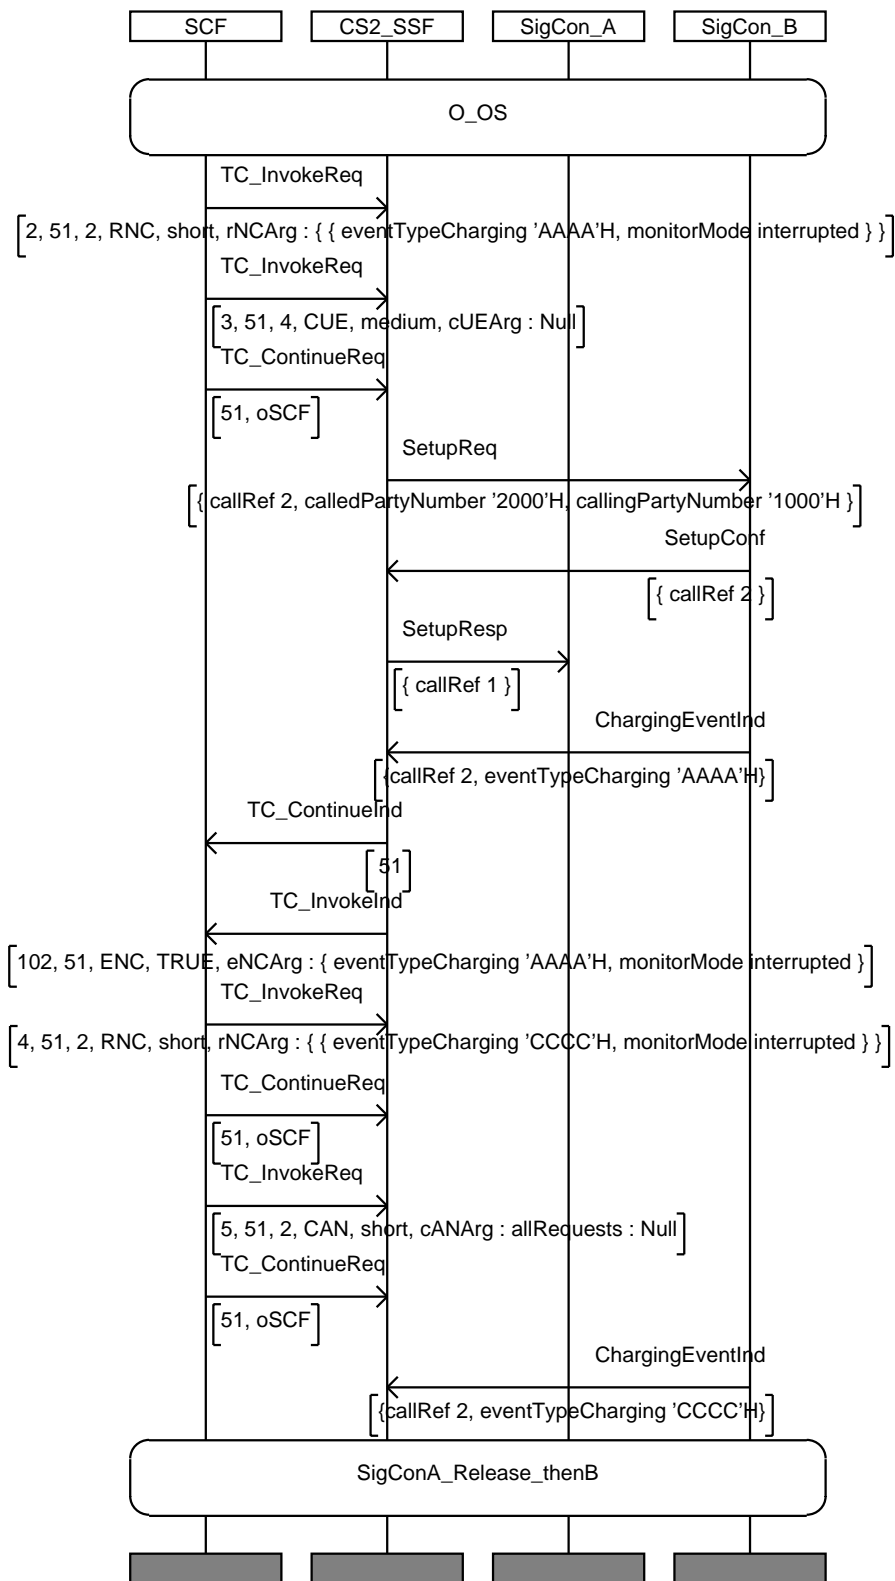 SCF CS2_SSF SigCon_A SigCon_B
O_OS
TC_InvokeReq
2, 51, 2, RNC, short, rNCArg : { { eventTypeCharging 'AAAA'H, monitorMode interrupted } }
TC_InvokeReq
3, 51, 4, CUE, medium, cUEArg : Null
TC_ContinueReq
51, oSCF
SetupReq
{ callRef 2, calledPartyNumber '2000'H, callingPartyNumber '1000'H }
SetupConf
{ callRef 2 }
SetupResp
{ callRef 1 }
ChargingEventInd
{callRef 2, eventTypeCharging 'AAAA'H}
TC_ContinueInd
51
TC_InvokeInd
102, 51, ENC, TRUE, eNCArg : { eventTypeCharging 'AAAA'H, monitorMode interrupted }
TC_InvokeReq
4, 51, 2, RNC, short, rNCArg : { { eventTypeCharging 'CCCC'H, monitorMode interrupted } }
TC_ContinueReq
51, oSCF
TC_InvokeReq
5, 51, 2, CAN, short, cANArg : allRequests : Null
TC_ContinueReq
51, oSCF
ChargingEventInd
{callRef 2, eventTypeCharging 'CCCC'H}
SigConA_Release_thenB